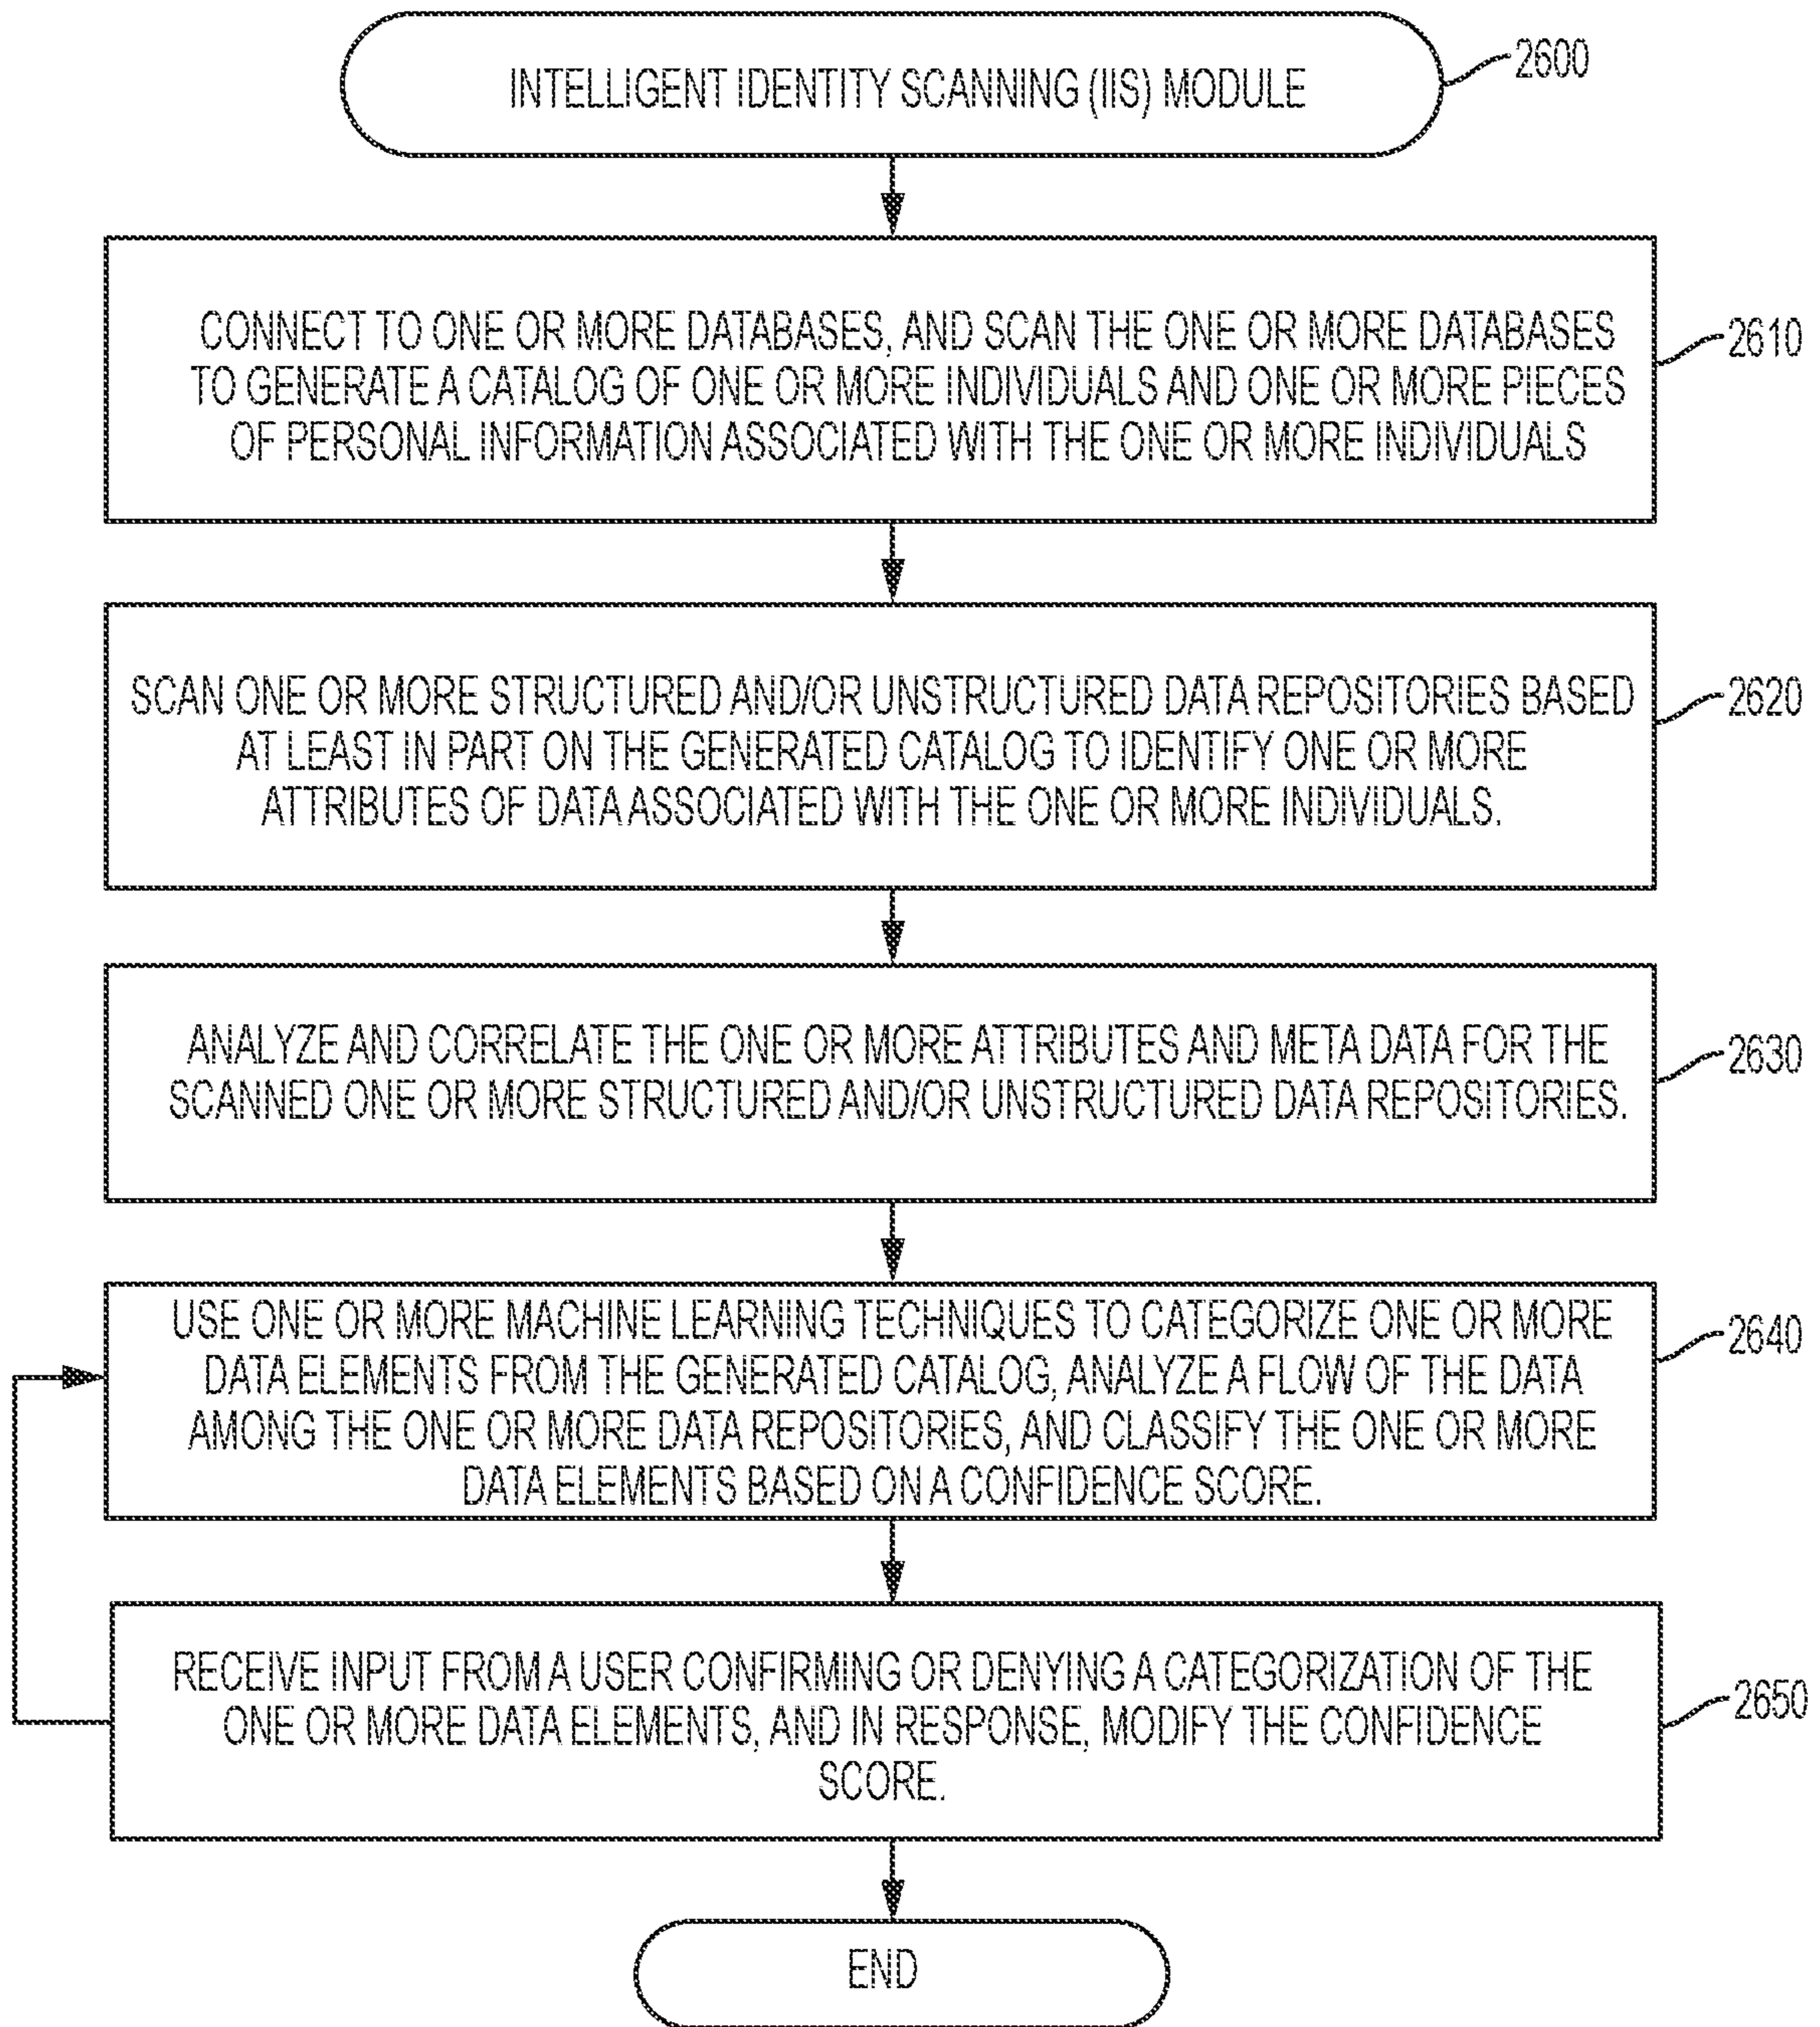 INTELLIGENT IDENTITY SCANNING (IIS) MODULE
2600
CONNECT TO ONE OR MORE DATABASES, AND SCAN THE ONE OR MORE DATABASES
TO GENERATE A CATALOG OF ONE OR MORE INDIVIDUALS AND ONE OR MORE PIECES
OF PERSONAL INFORMATION ASSOCIATED WITH THE ONE OR MORE INDIVIDUALS
2610
SCAN ONE OR MORE STRUCTURED AND/OR UNSTRUCTURED DATA REPOSITORIES BASED
AT LEAST IN PART ON THE GENERATED CATALOG TO IDENTIFY ONE OR MORE
ATTRIBUTES OF DATA ASSOCIATED WITH THE ONE OR MORE INDIVIDUALS.
2620
ANALYZE AND CORRELATE THE ONE OR MORE ATTRIBUTES AND META DATA FOR THE
SCANNED ONE OR MORE STRUCTURED AND/OR UNSTRUCTURED DATA REPOSITORIES.
2630
USE ONE OR MORE MACHINE LEARNING TECHNIQUES TO CATEGORIZE ONE OR MORE
DATA ELEMENTS FROM THE GENERATED CATALOG, ANALYZE A FLOW OF THE DATA
AMONG THE ONE OR MORE DATA REPOSITORIES, AND CLASSIFY THE ONE OR MORE
DATA ELEMENTS BASED ON A CONFIDENCE SCORE.
2640
RECEIVE INPUT FROM A USER CONFIRMING OR DENYING A CATEGORIZATION OF THE
ONE OR MORE DATA ELEMENTS, AND IN RESPONSE, MODIFY THE CONFIDENCE
SCORE.
2650
END